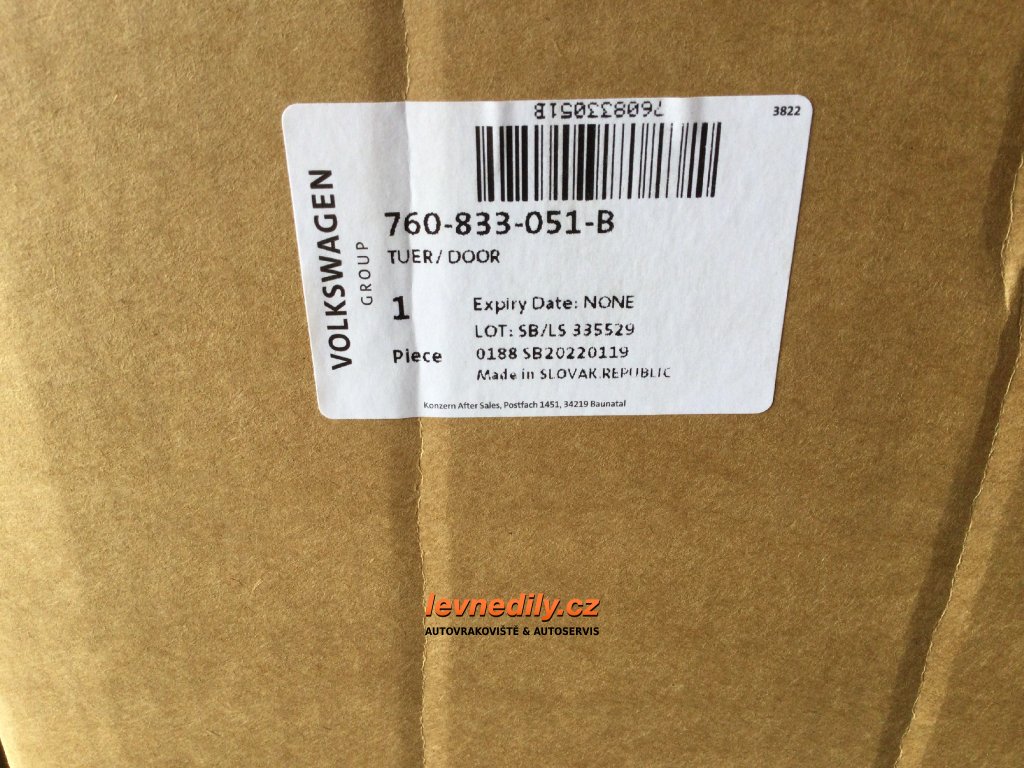 760833051B
3822
VOLKSWAGEN
GROUP
760-833-051-B
TUER/ DOOR
1
Piece
Expiry Date: NONE
LOT: SB/LS 335529
0188 SB20220119
Made in SLOVAK.REPUBLIC
Konzern After Sales, Postfach 1451, 34219 Baunatal
levnedily.cz
AUTOVRAKOVIŠTĚ & AUTOSERVIS